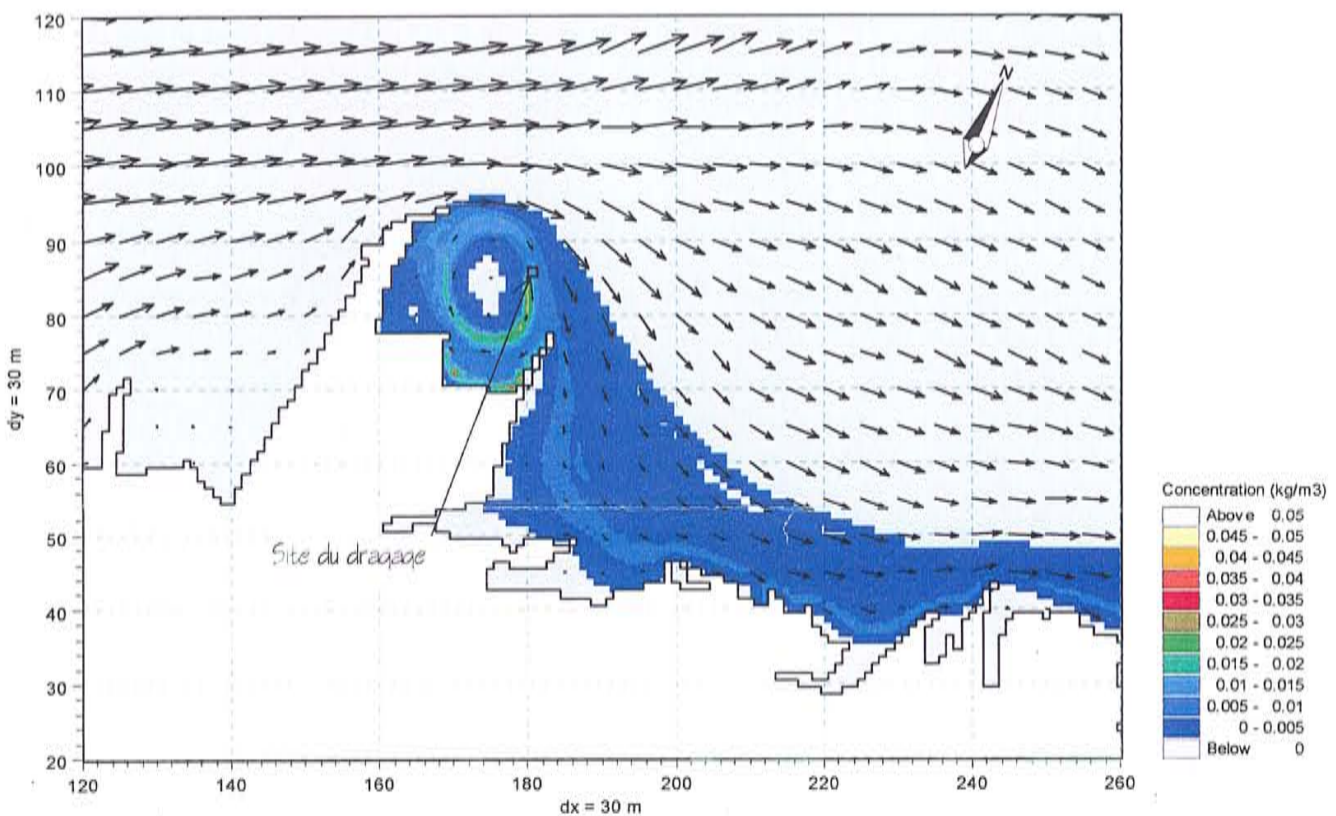 120
110
100
90
80
70
60
50
40
30
20
dy = 30 m
120 140 160 180 200 220 240 260
dx = 30 m
N
Site du dragage
Concentration (kg/m3)
Above 0.05
0.045 - 0.05
0.04 - 0.045
0.035 - 0.04
0.03 - 0.035
0.025 - 0.03
0.02 - 0.025
0.015 - 0.02
0.01 - 0.015
0.005 - 0.01
0 - 0.005
Below 0